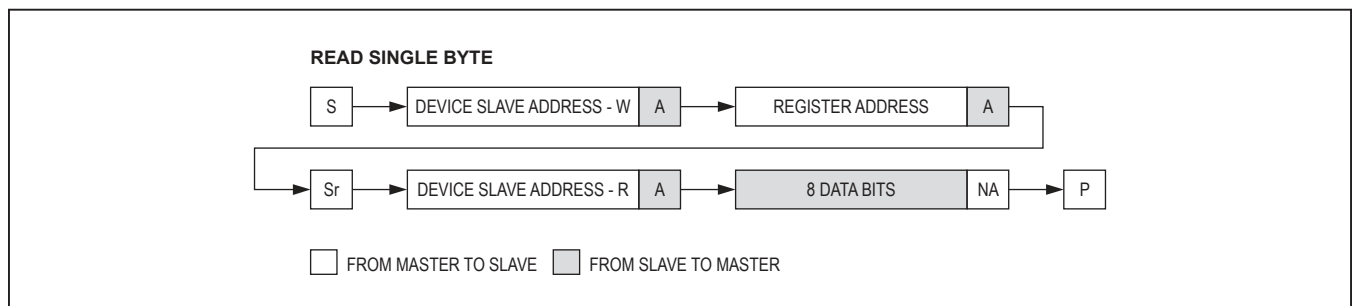 READ SINGLE BYTE
S DEVICE SLAVE ADDRESS - W A REGISTER ADDRESS A
Sr DEVICE SLAVE ADDRESS - R A 8 DATA BITS NA P
FROM MASTER TO SLAVE FROM SLAVE TO MASTER